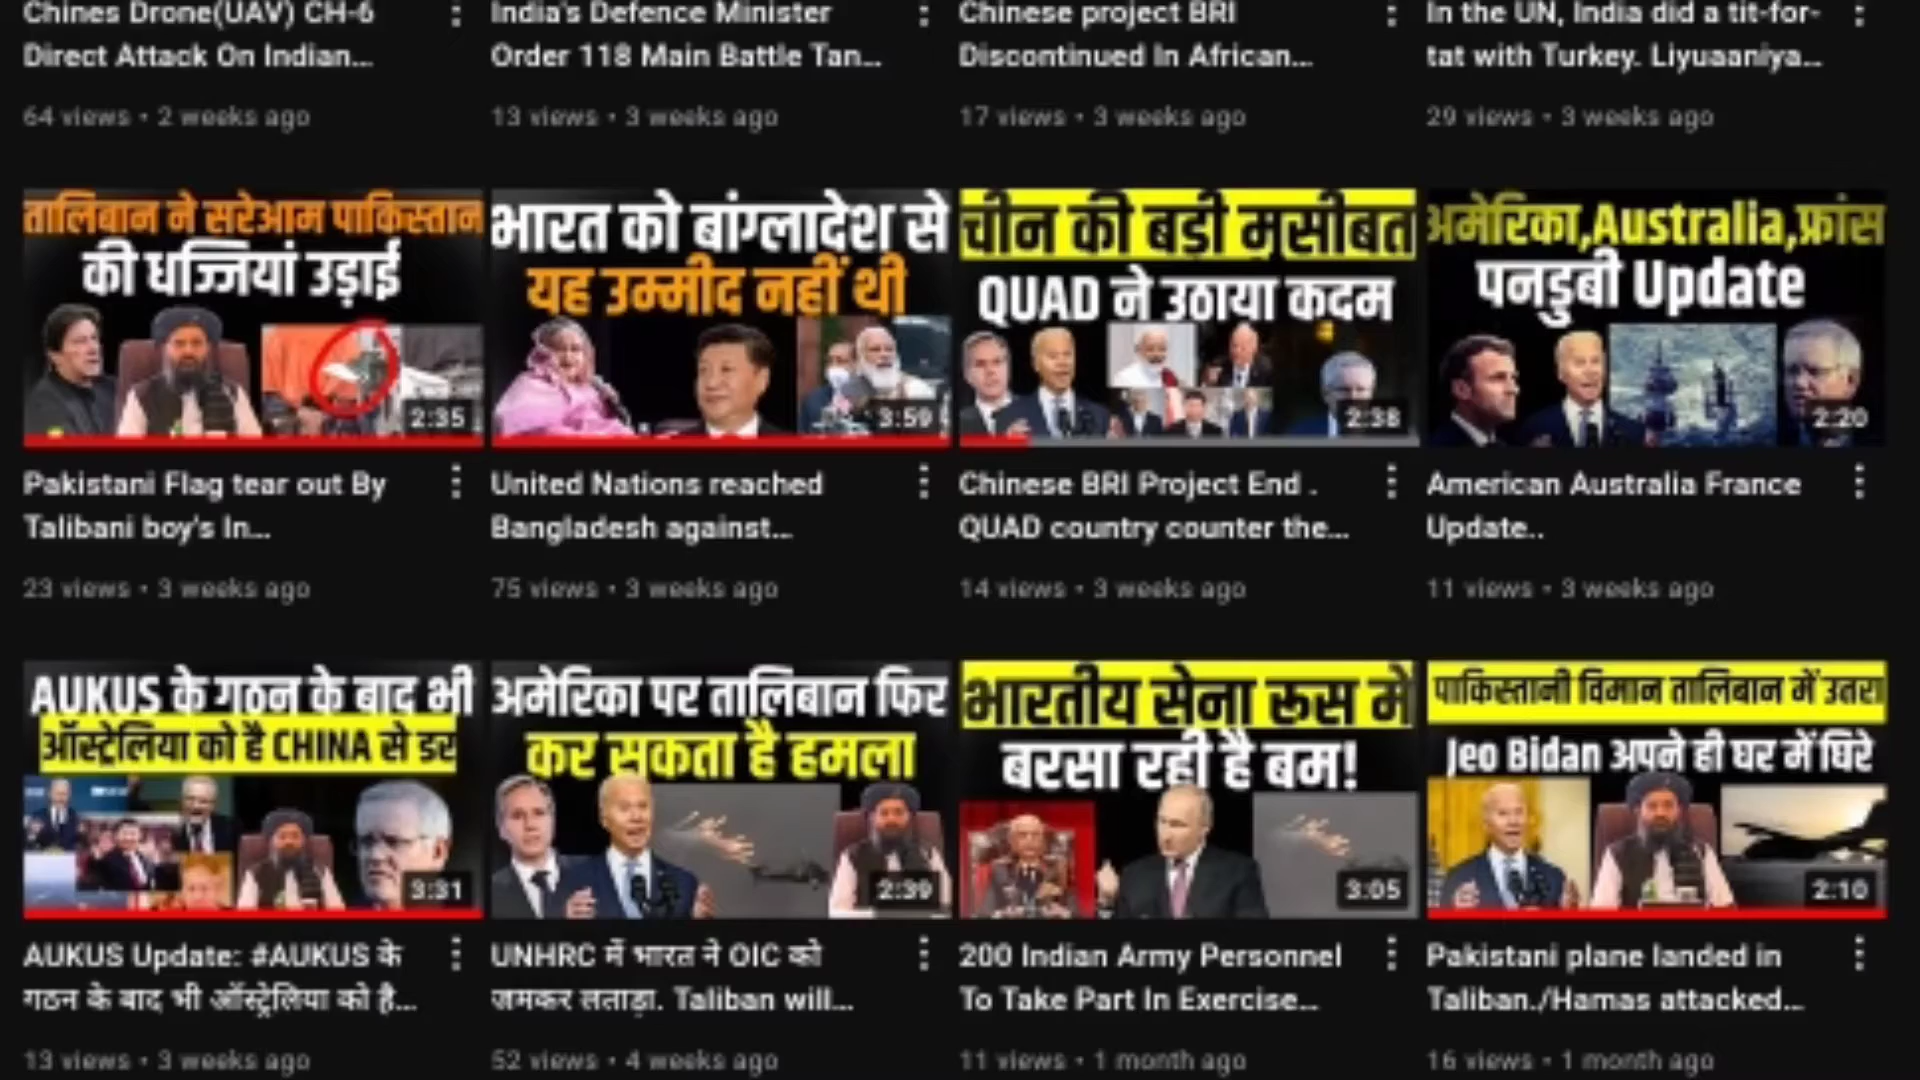 Chines Drone(UAV) CH-6
Direct Attack On Indian...
64 views • 2 weeks ago
India's Defence Minister
Order 118 Main Battle Tan...
13 views • 3 weeks ago
Chinese project BRI
Discontinued In African...
17 views • 3 weeks ago
In the UN, India did a tit-for-
tat with Turkey. Liyuaaniya...
29 views • 3 weeks ago
तालिबान ने सरेआम पाकिस्तान
की धज्जियां उड़ाई
2:35
Pakistani Flag tear out By
Talibani boy's In...
23 views • 3 weeks ago
भारत को बांग्लादेश से
यह उम्मीद नहीं थी
3:59
United Nations reached
Bangladesh against...
75 views • 3 weeks ago
चीन की बडी मुसीबत
QUAD ने उठाया कदम
2:38
Chinese BRI Project End .
QUAD country counter the...
14 views • 3 weeks ago
अमेरिका,Australia,फ्रांस
पनडुबी Update
2:20
American Australia France
Update..
11 views • 3 weeks ago
AUKUS के गठन के बाद भी
ऑस्ट्रेलिया को है CHINA से डर
3:31
AUKUS Update: #AUKUS के
गठन के बाद भी ऑस्ट्रेलिया को है...
13 views • 3 weeks ago
अमेरिका पर तालिबान फिर
कर सकता है हमला
2:39
UNHRC में भारत ने OIC को
जमकर लताड़ा. Taliban will...
52 views • 4 weeks ago
भारतीय सेना रूस में
बरसा रही है बम!
3:05
200 Indian Army Personnel
To Take Part In Exercise...
11 views • 1 month ago
पाकिस्तानी विमान तालिबान में उतरा
Jeo Bidan अपने ही घर में घिरे
2:10
Pakistani plane landed in
Taliban./Hamas attacked...
16 views • 1 month ago